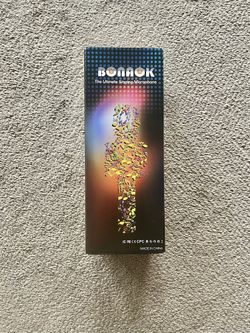 BONAOK
The Ultimate Singing Microphone
MADE IN CHINA